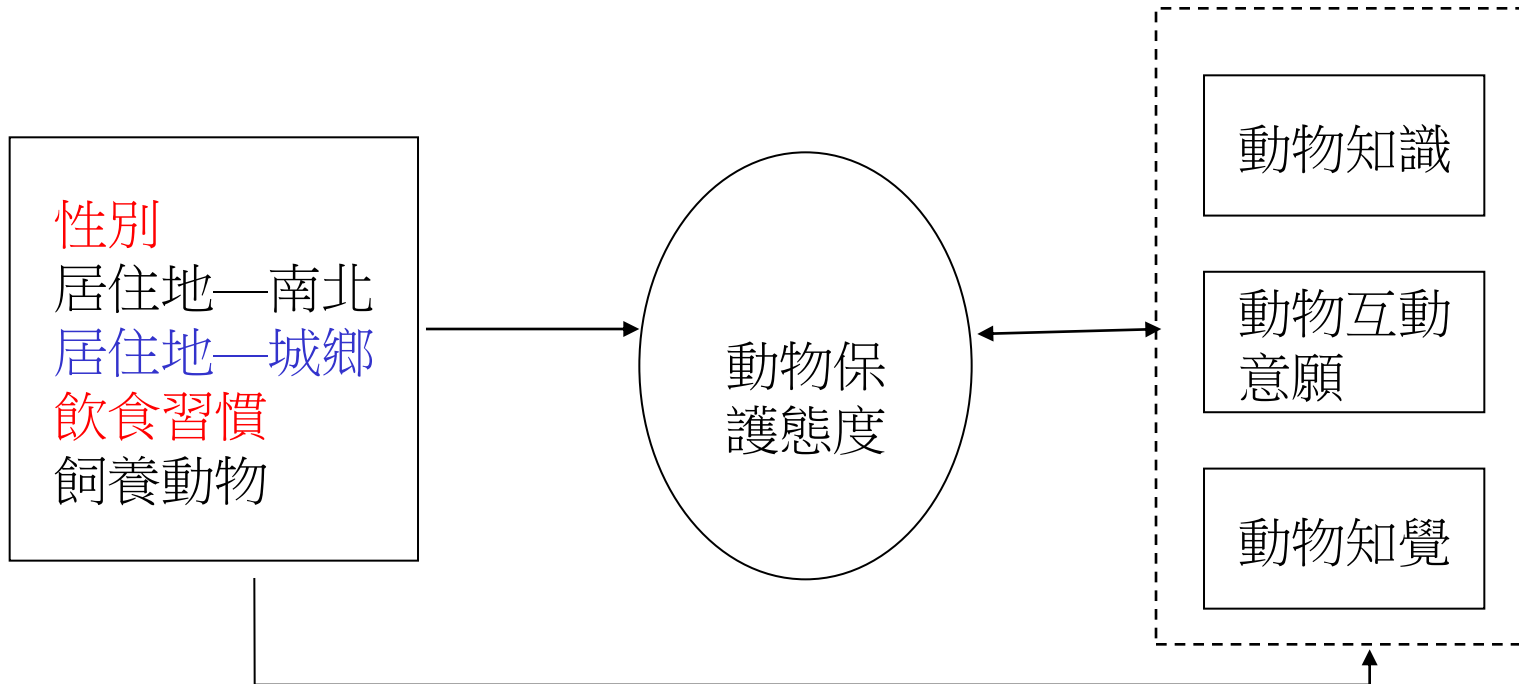 性別
居住地—南北
居住地—城鄉
飲食習慣
飼養動物
動物保
護態度
動物知識
動物互動
意願
動物知覺